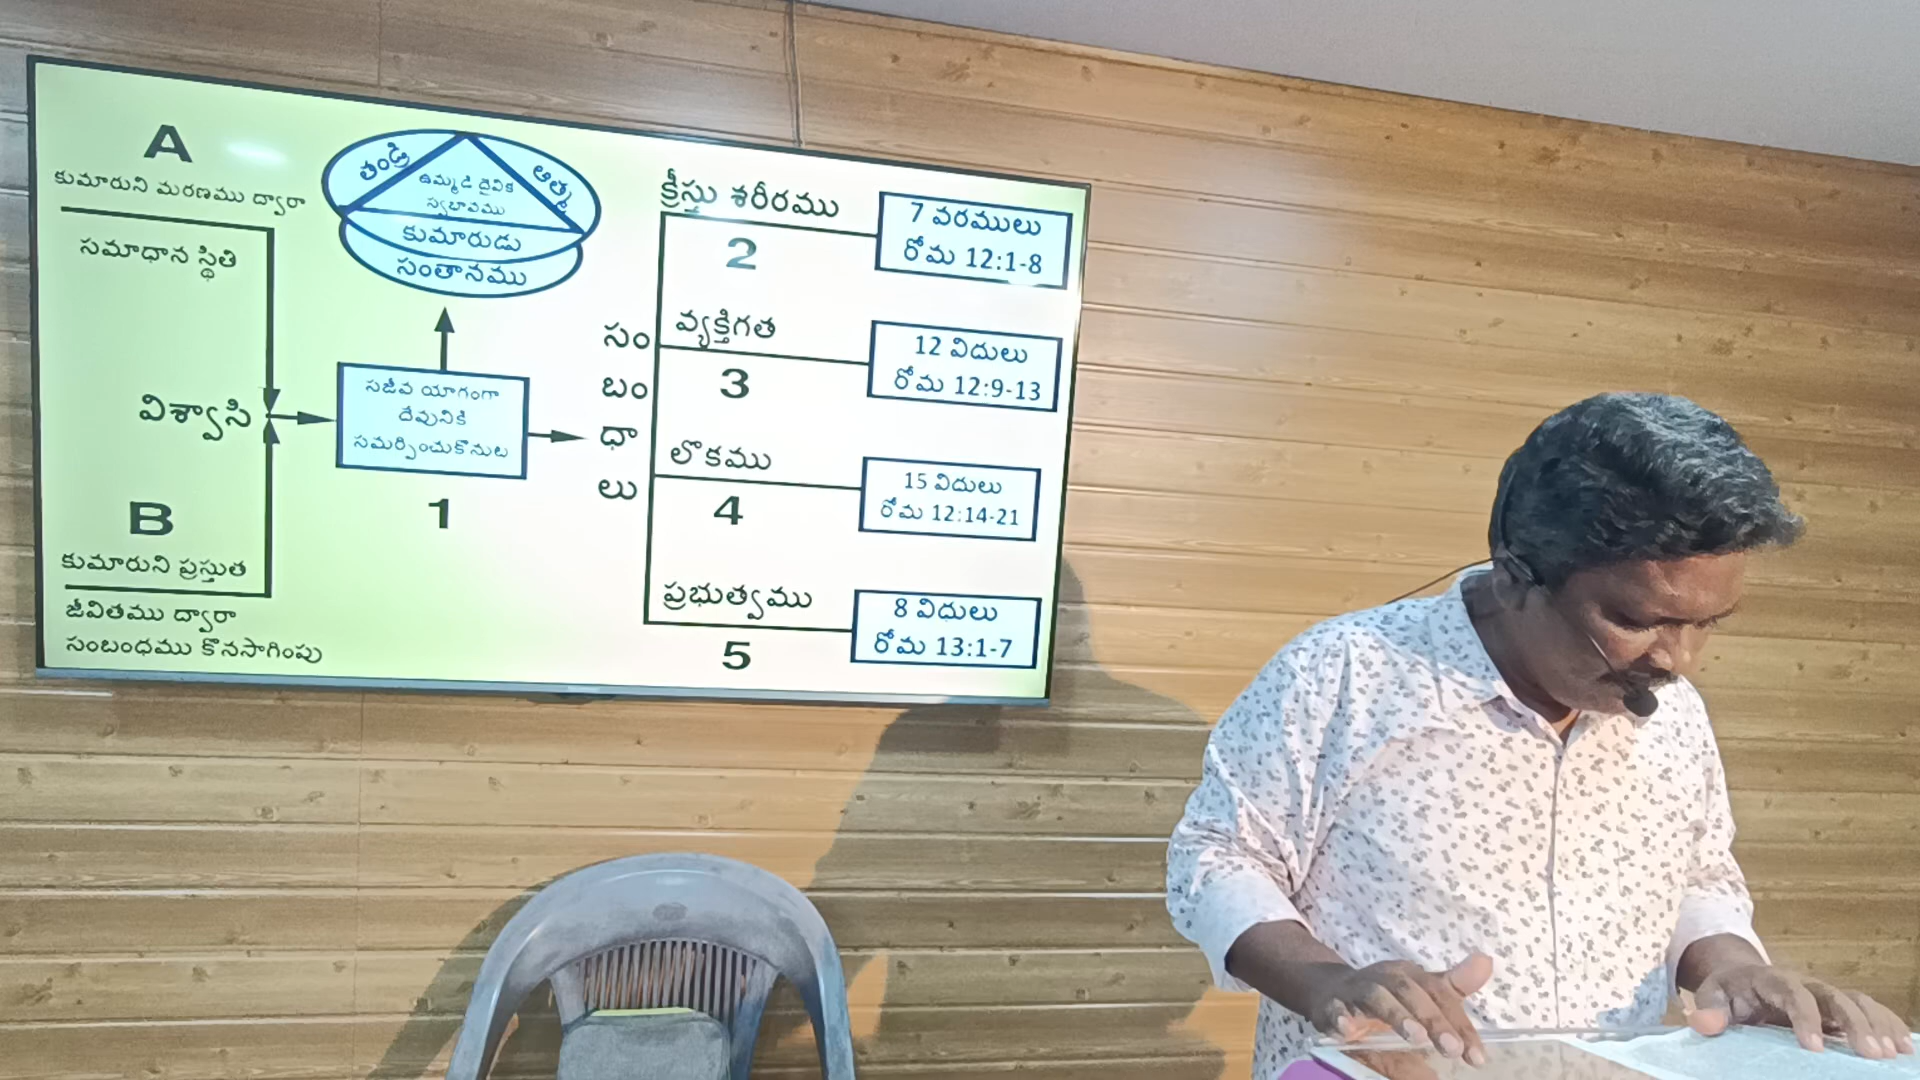 A
కుమారుని మరణము ద్వారా
సమాధాన స్థితి
విశ్వాసి
B
కుమారుని ప్రస్తుత
జీవితము ద్వారా
సంబంధము కొనసాగింపు
తండ్రి
ఆత్మ
ఉమ్మడి దైవిక
స్వభావము
కుమారుడు
సంతానము
సజీవ యాగంగా
దేవునికి
సమర్పించుకొనుట
1
సం
బం
ధా
లు
క్రీస్తు శరీరము
2
7 వరములు
రోమ 12:1-8
వ్యక్తిగత
3
12 విదులు
రోమ 12:9-13
లోకము
4
15 విదులు
రోమ 12:14-21
ప్రభుత్వము
5
8 విధులు
రోమ 13:1-7